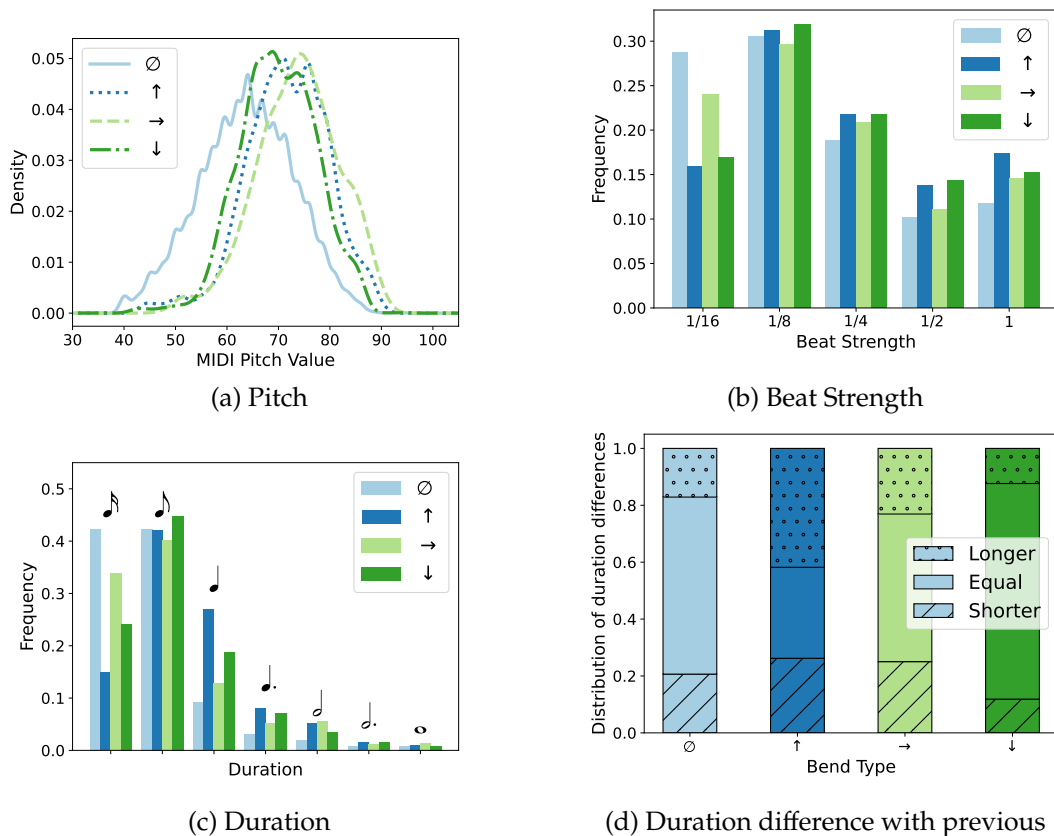 0.05
0.04
0.03
0.02
0.01
0.00
Density
∅
↑
→
↓
30 40 50 60 70 80 90 100
MIDI Pitch Value
(a) Pitch
0.30
0.25
0.20
0.15
0.10
0.05
0.00
Frequency
∅
↑
→
↓
1/16 1/8 1/4 1/2 1
Beat Strength
(b) Beat Strength
0.5
0.4
0.3
0.2
0.1
0.0
Frequency
∅
↑
→
↓
Duration
(c) Duration
1.0
0.8
0.6
0.4
0.2
0.0
Distribution of duration differences
Longer
Equal
Shorter
∅ ↑ → ↓
Bend Type
(d) Duration difference with previous